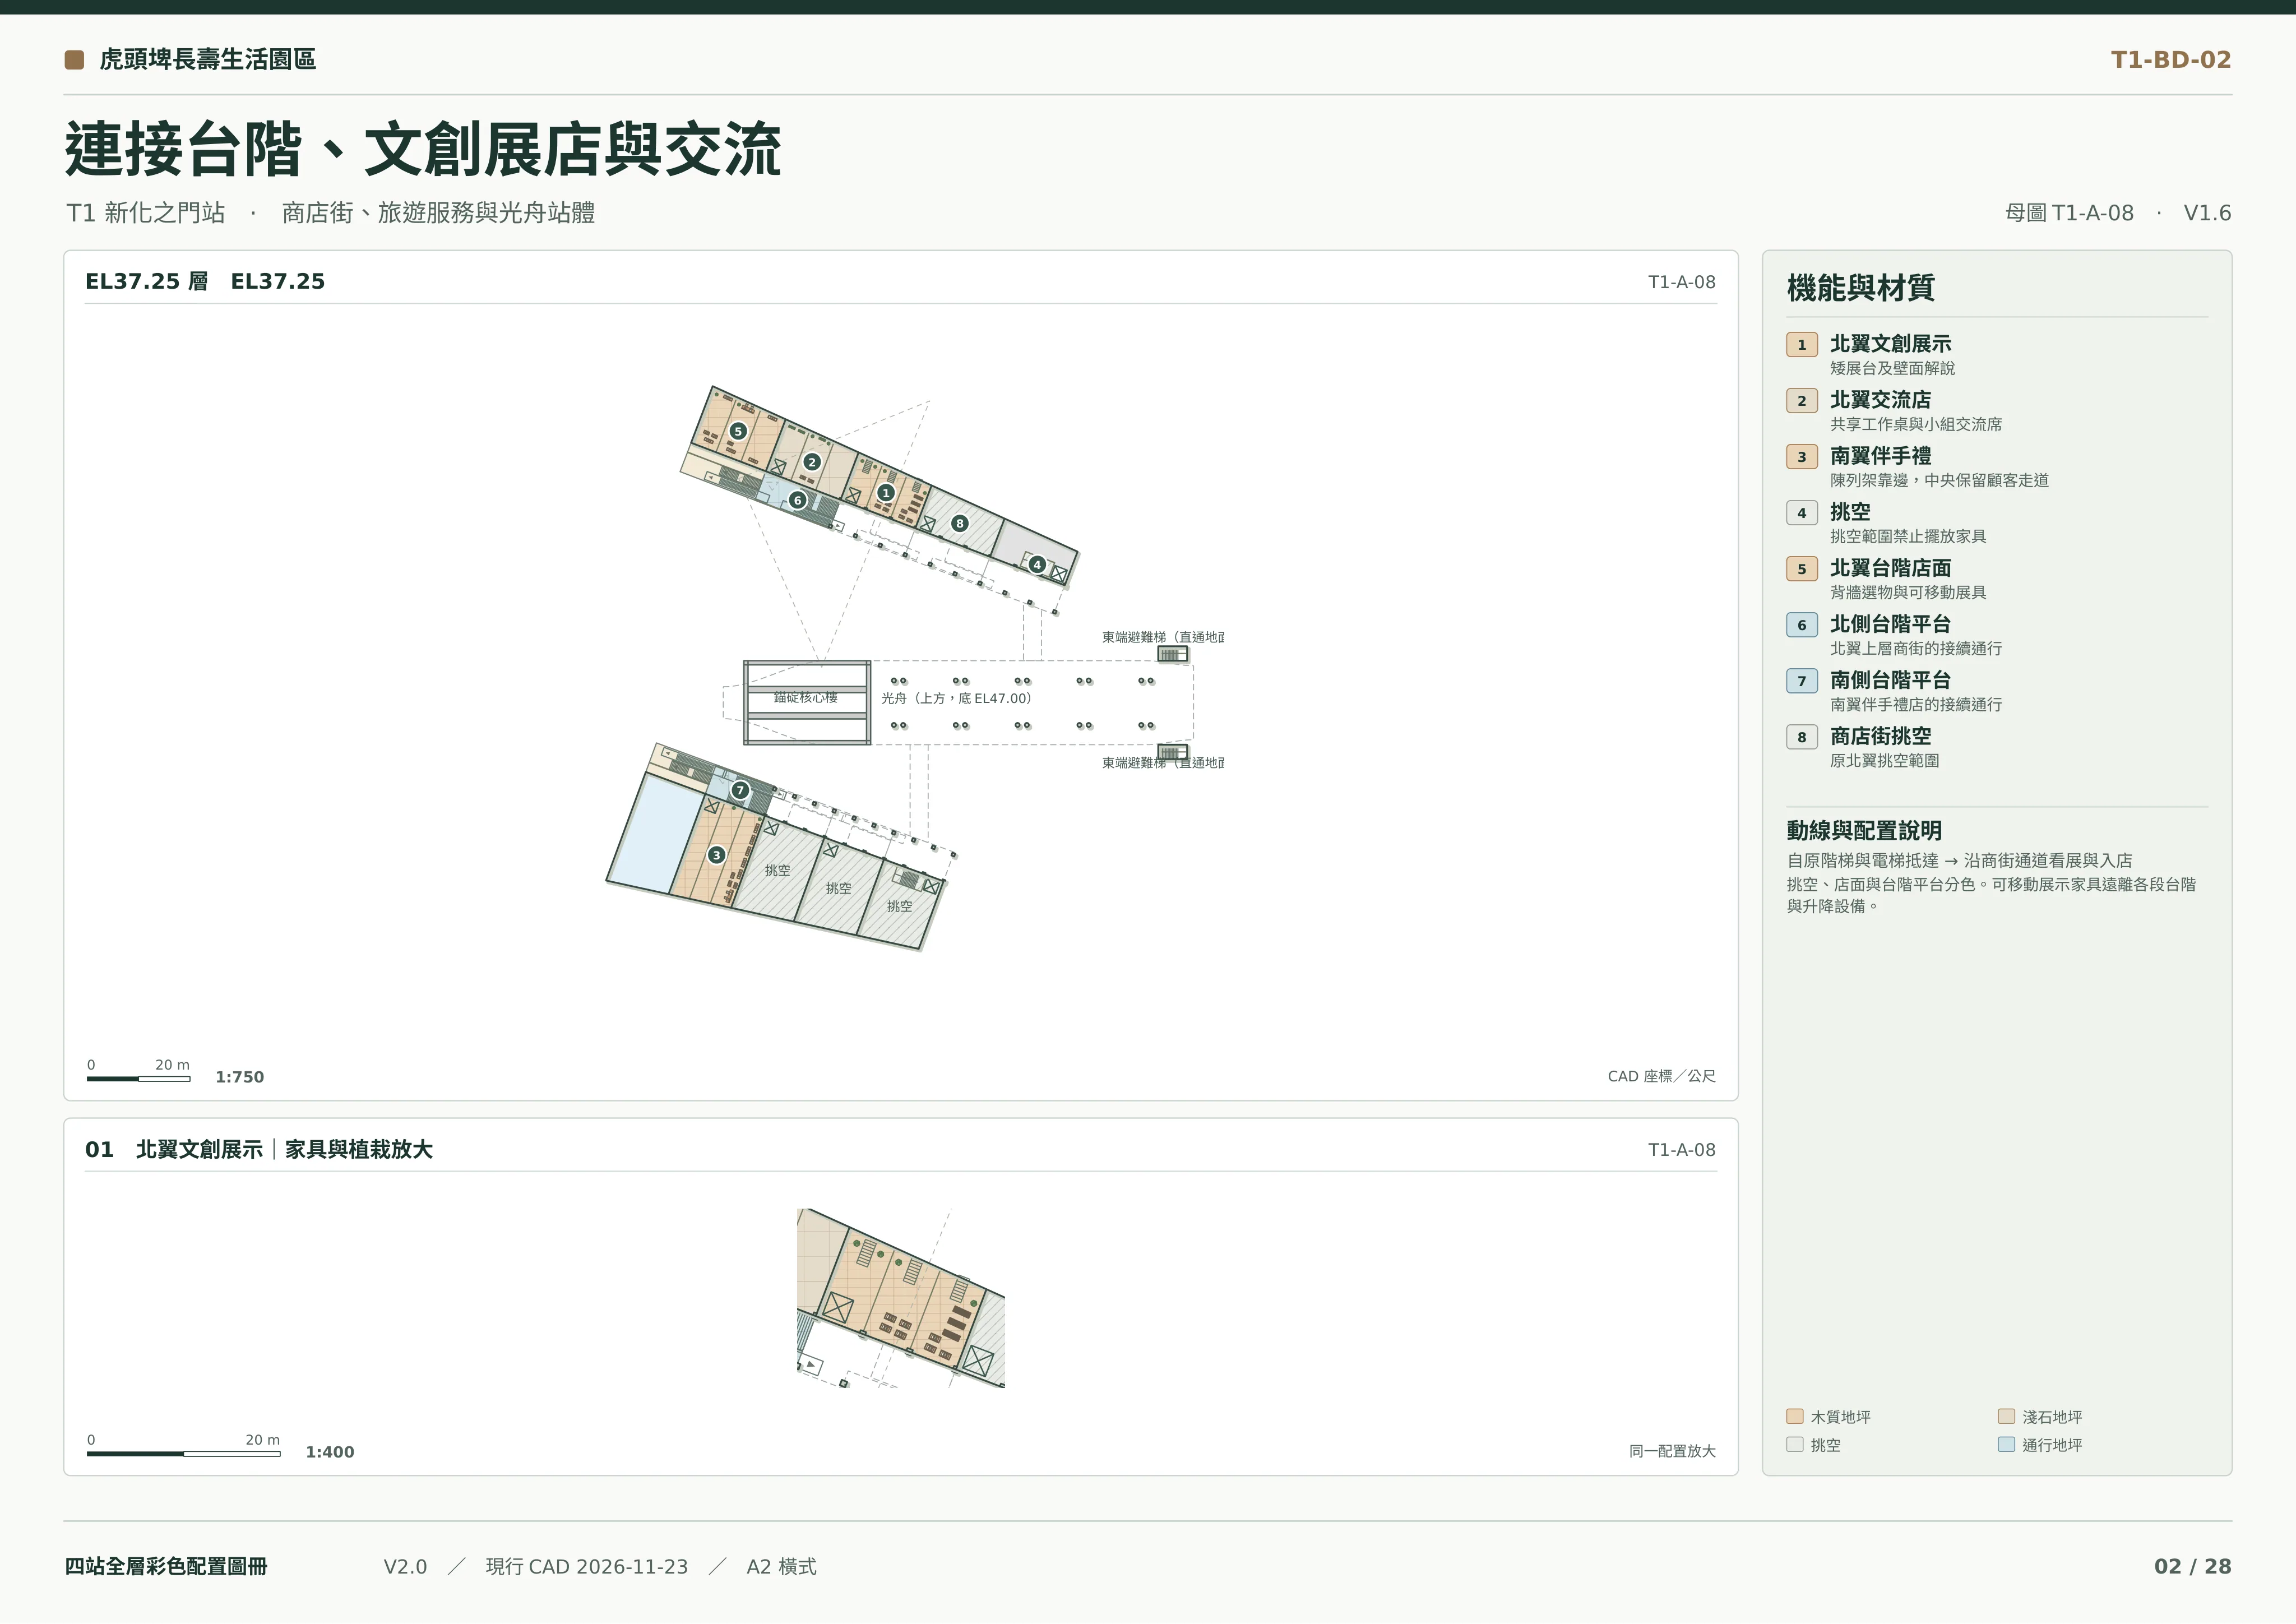 虎頭埤長壽生活園區
T1-BD-02
連接台階、文創展店與交流
T1 新化之門站 · 商店街、旅遊服務與光舟站體
母圖 T1-A-08 · V1.6
EL37.25 層 EL37.25
T1-A-08
5
2
1
6
8
4
東端避難梯（直通地
錨碇核心樓
光舟（上方，底 EL47.00）
東端避難梯（直通地
7
3
挑空
挑空
挑空
0 20 m
1:750
CAD 座標／公尺
01 北翼文創展示｜家具與植栽放大
T1-A-08
0 20 m
1:400
同一配置放大
機能與材質
1 北翼文創展示
矮展台及壁面解說
2 北翼交流店
共享工作桌與小組交流席
3 南翼伴手禮
陳列架靠邊，中央保留顧客走道
4 挑空
挑空範圍禁止擺放家具
5 北翼台階店面
背牆選物與可移動展具
6 北側台階平台
北翼上層商街的接續通行
7 南側台階平台
南翼伴手禮店的接續通行
8 商店街挑空
原北翼挑空範圍
動線與配置說明
自原階梯與電梯抵達 → 沿商街通道看展與入店
挑空、店面與台階平台分色。可移動展示家具遠離各段台階
與升降設備。
木質地坪
淺石地坪
挑空
通行地坪
四站全層彩色配置圖冊
V2.0 ／ 現行 CAD 2026-11-23 ／ A2 橫式
02 / 28